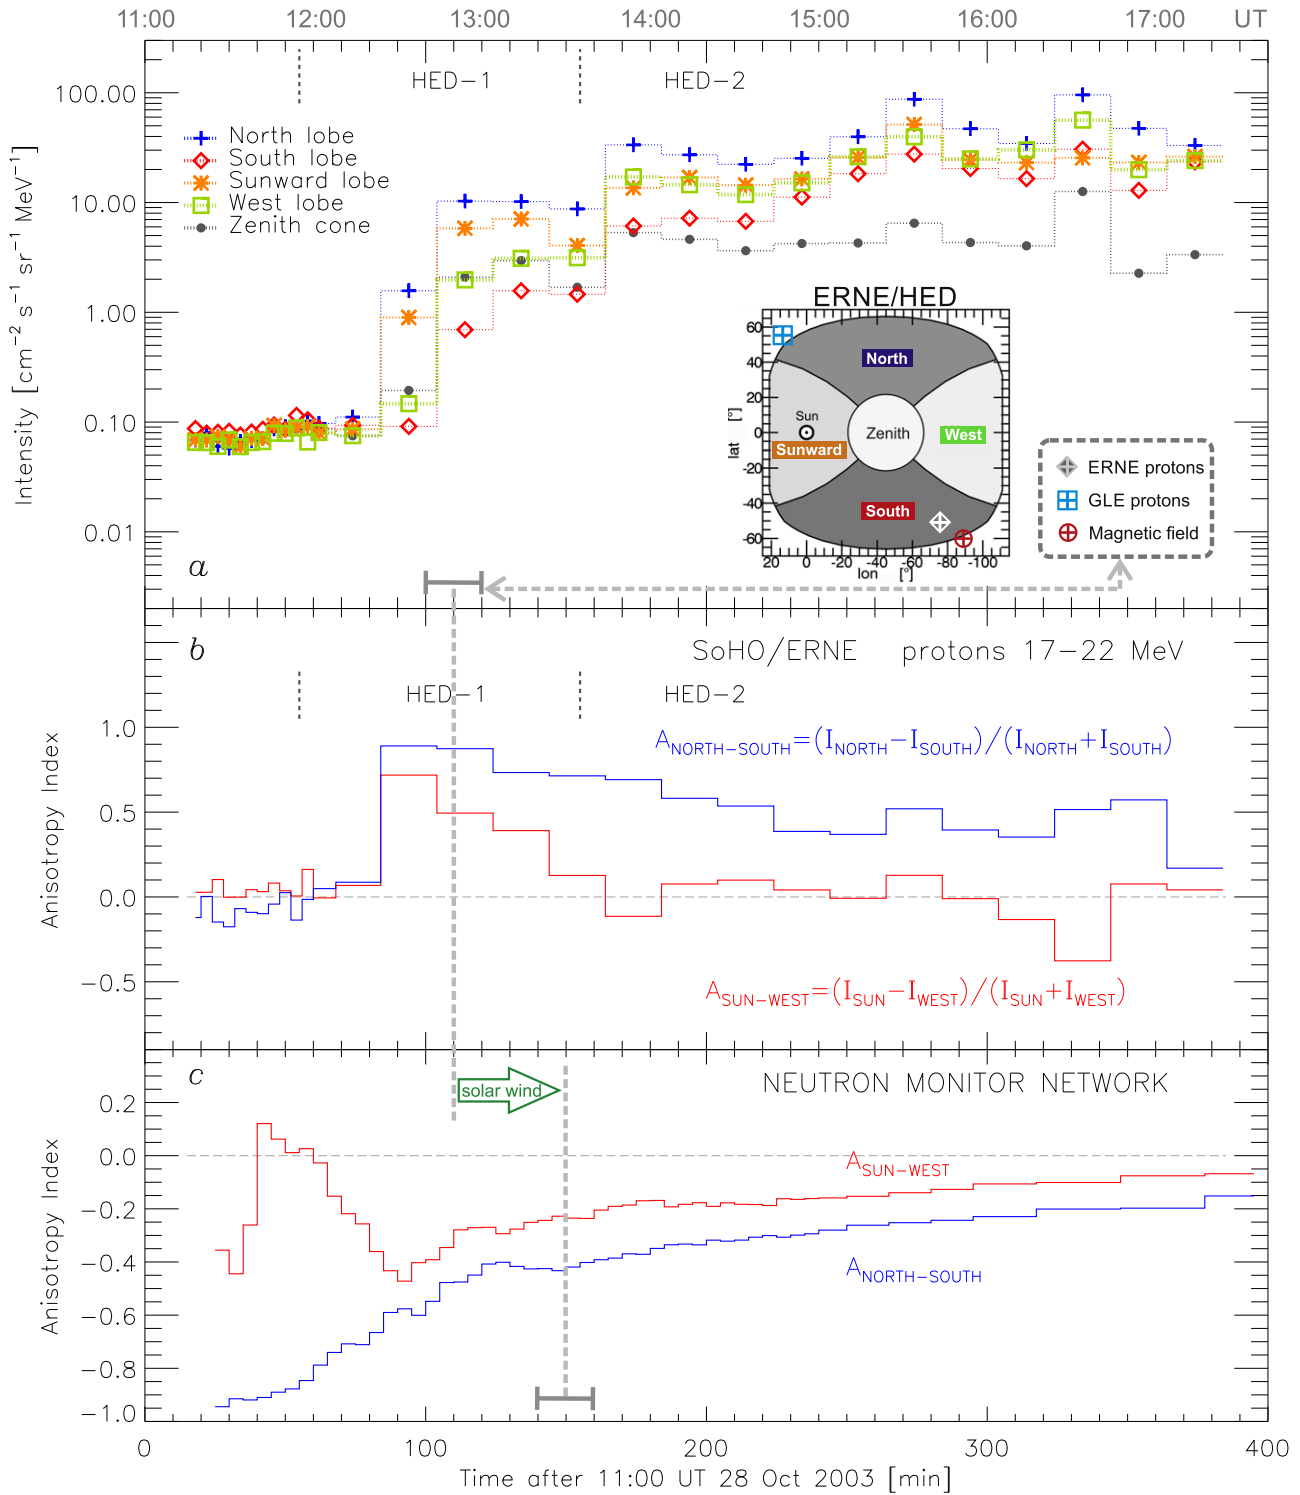 11:00 12:00 13:00 14:00 15:00 16:00 17:00 UT
HED-1 HED-2
100.00
10.00
1.00
0.10
0.01
Intensity [cm⁻² s⁻¹ sr⁻¹ MeV⁻¹]
North lobe
South lobe
Sunward lobe
West lobe
Zenith cone
a
ERNE/HED
60
40
20
0
-20
-40
-60
lat [°]
North
Sun
Zenith
Sunward
West
South
20 0 -20 -40 -60 -80 -100
lon [°]
ERNE protons
GLE protons
Magnetic field
b
SoHO/ERNE protons 17-22 MeV
HED-1 HED-2
1.0
0.5
0.0
-0.5
Anisotropy Index
A_NORTH-SOUTH=(I_NORTH-I_SOUTH)/(I_NORTH+I_SOUTH)
A_SUN-WEST=(I_SUN-I_WEST)/(I_SUN+I_WEST)
c
solar wind
NEUTRON MONITOR NETWORK
0.2
0.0
-0.2
-0.4
-0.6
-0.8
-1.0
Anisotropy Index
A_SUN-WEST
A_NORTH-SOUTH
0 100 200 300 400
Time after 11:00 UT 28 Oct 2003 [min]